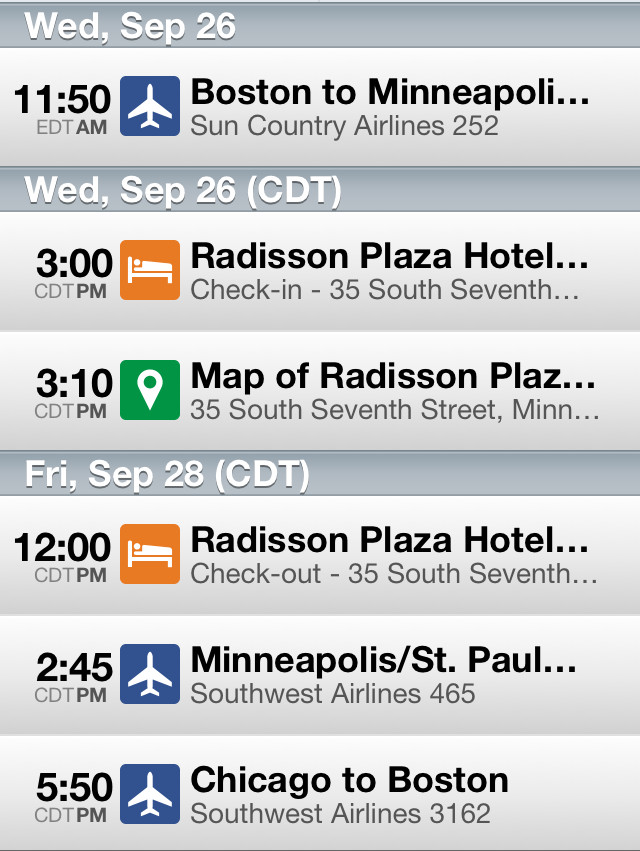 Wed, Sep 26
11:50 Boston to Minneapoli...
EDT AM Sun Country Airlines 252
Wed, Sep 26 (CDT)
3:00 Radisson Plaza Hotel...
CDT PM Check-in - 35 South Seventh...
3:10 Map of Radisson Plaz...
CDT PM 35 South Seventh Street, Minn...
Fri, Sep 28 (CDT)
12:00 Radisson Plaza Hotel...
CDT PM Check-out - 35 South Seventh...
2:45 Minneapolis/St. Paul...
CDT PM Southwest Airlines 465
5:50 Chicago to Boston
CDT PM Southwest Airlines 3162